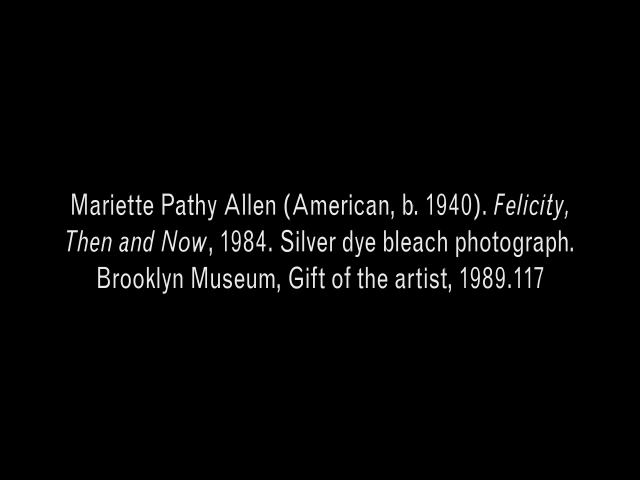 Mariette Pathy Allen (American, b. 1940). Felicity,
Then and Now, 1984. Silver dye bleach photograph.
Brooklyn Museum, Gift of the artist, 1989.117